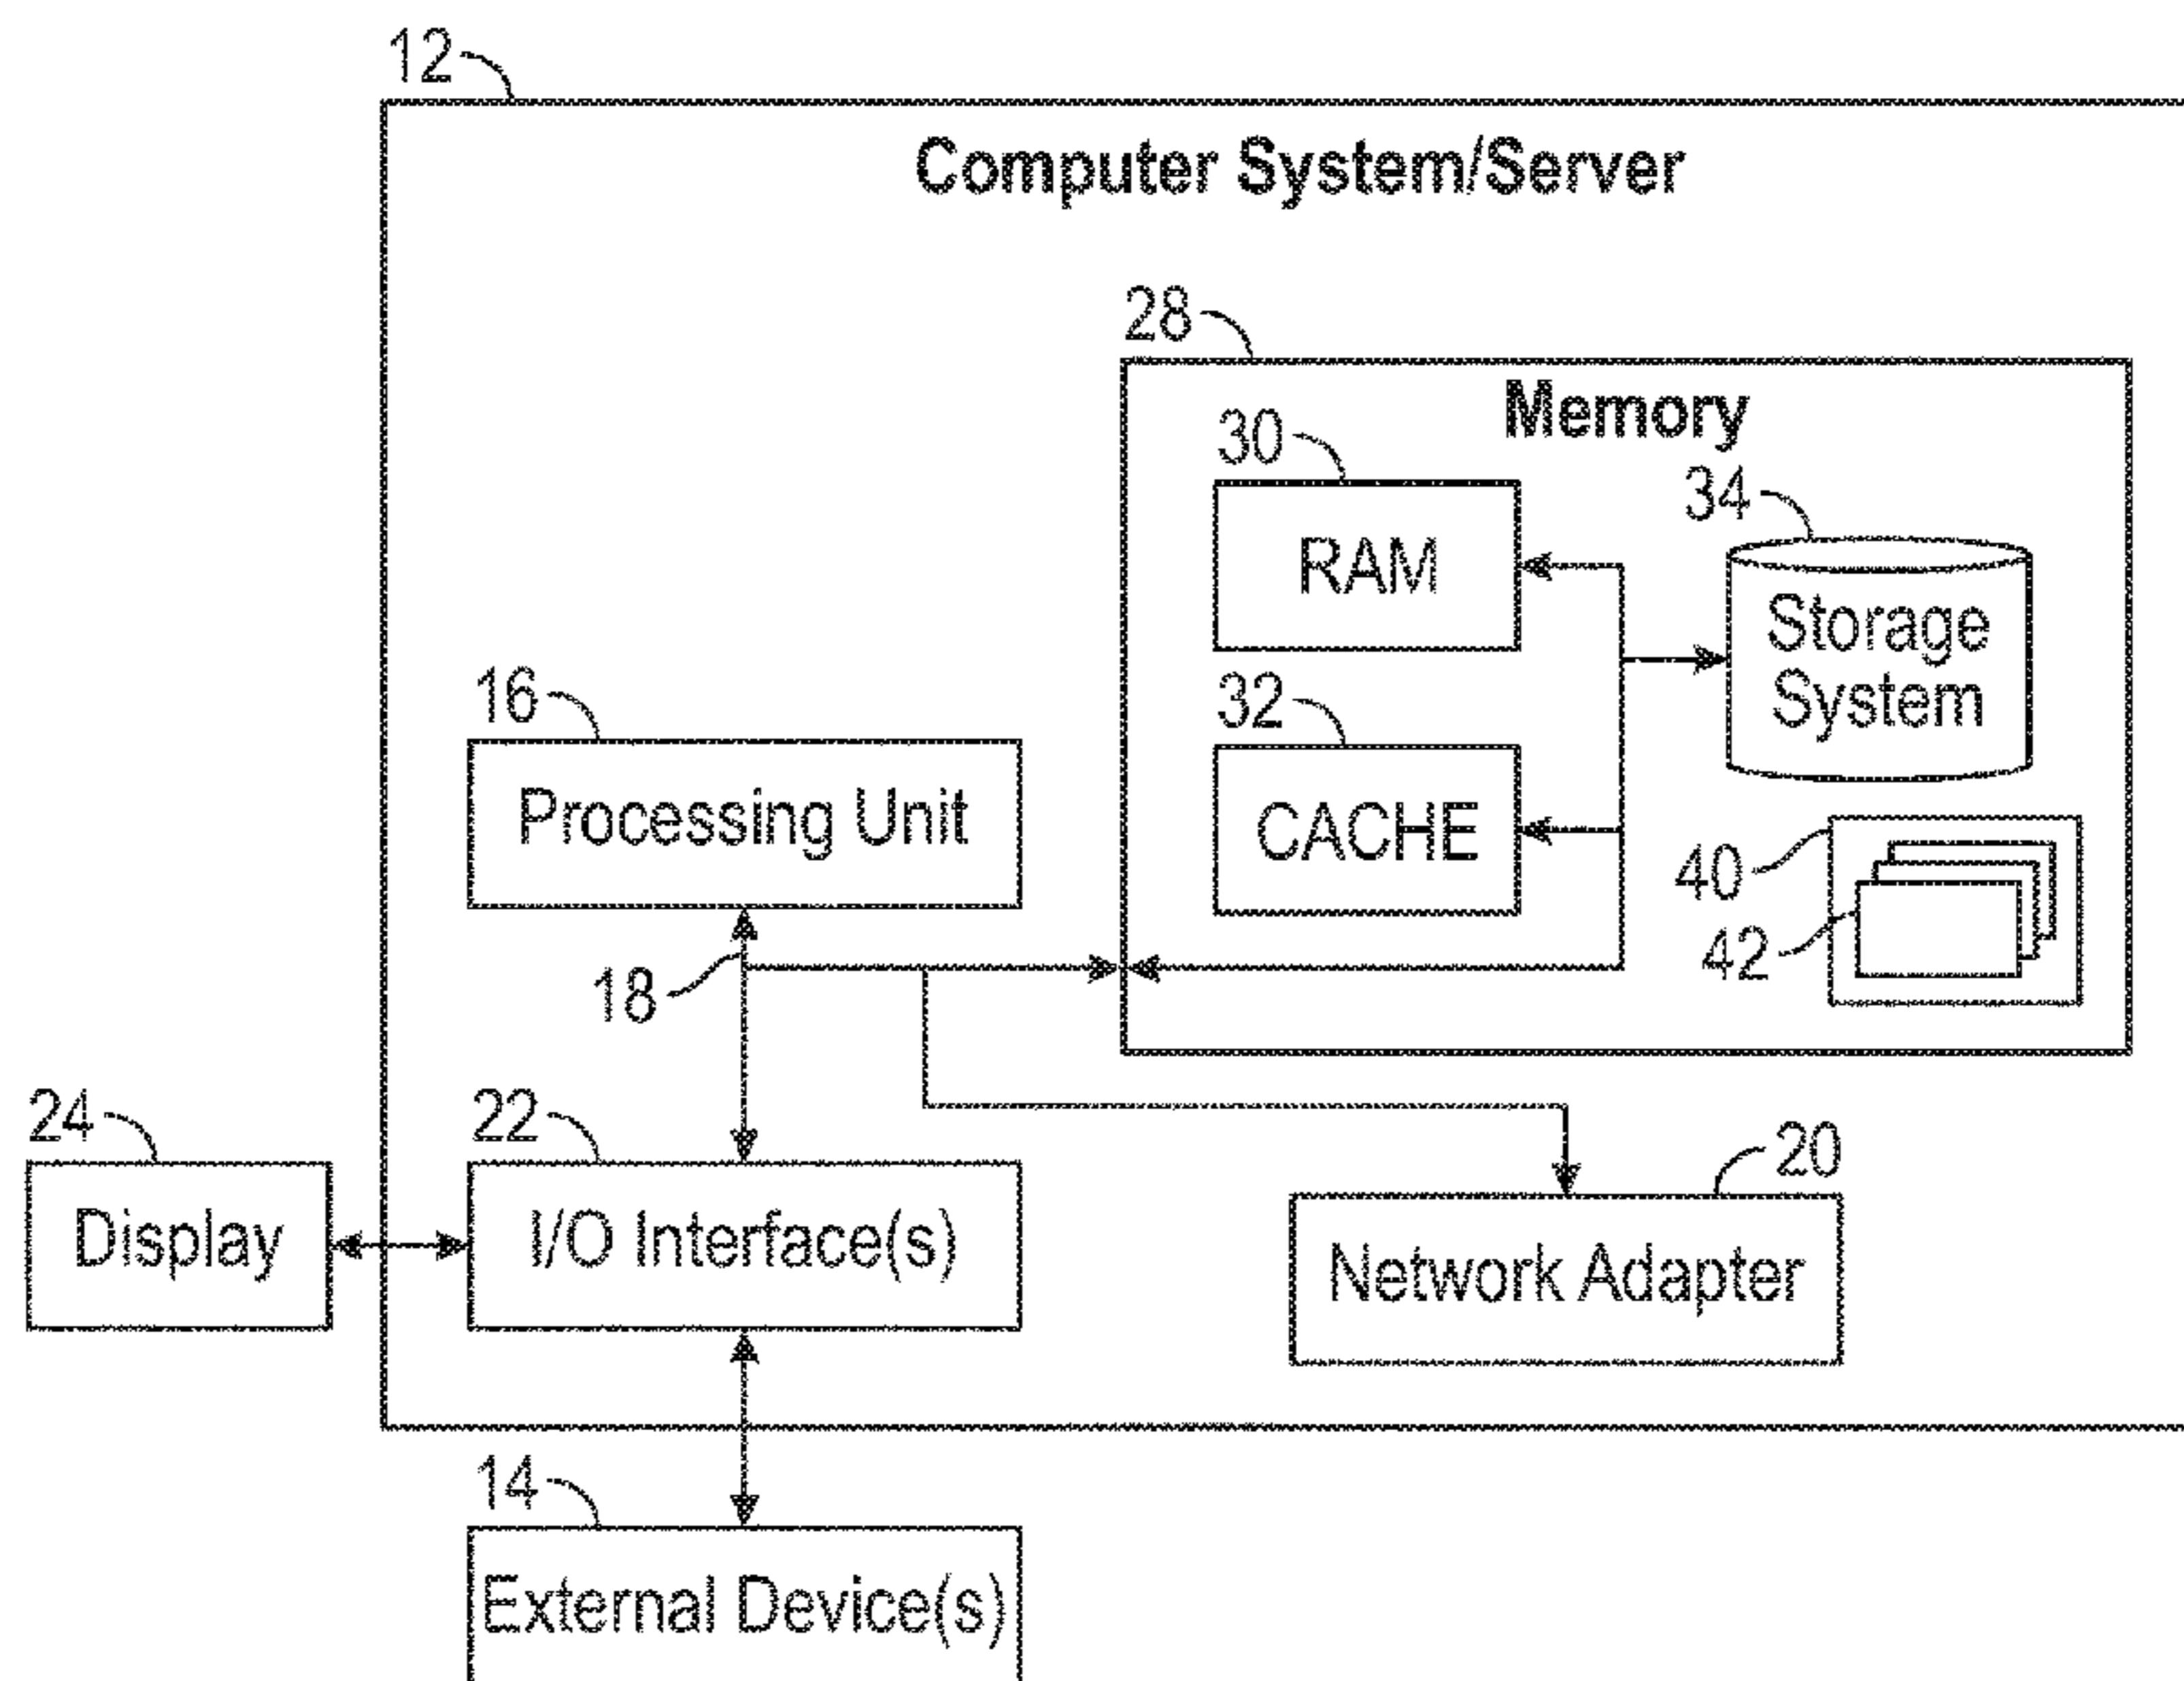 12
Computer System/Server
28
Memory
30
34
RAM
Storage
System
16
32
Processing Unit
CACHE
40
42
18
24
22
20
Display
I/O Interface(s)
Network Adapter
14
External Device(s)